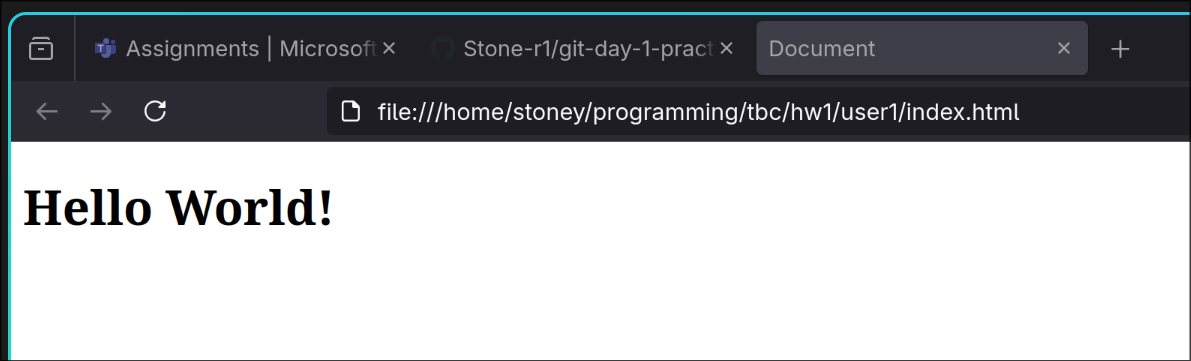 Assignments | Microsoft
Stone-r1/git-day-1-pract
Document
file:///home/stoney/programming/tbc/hw1/user1/index.html
Hello World!